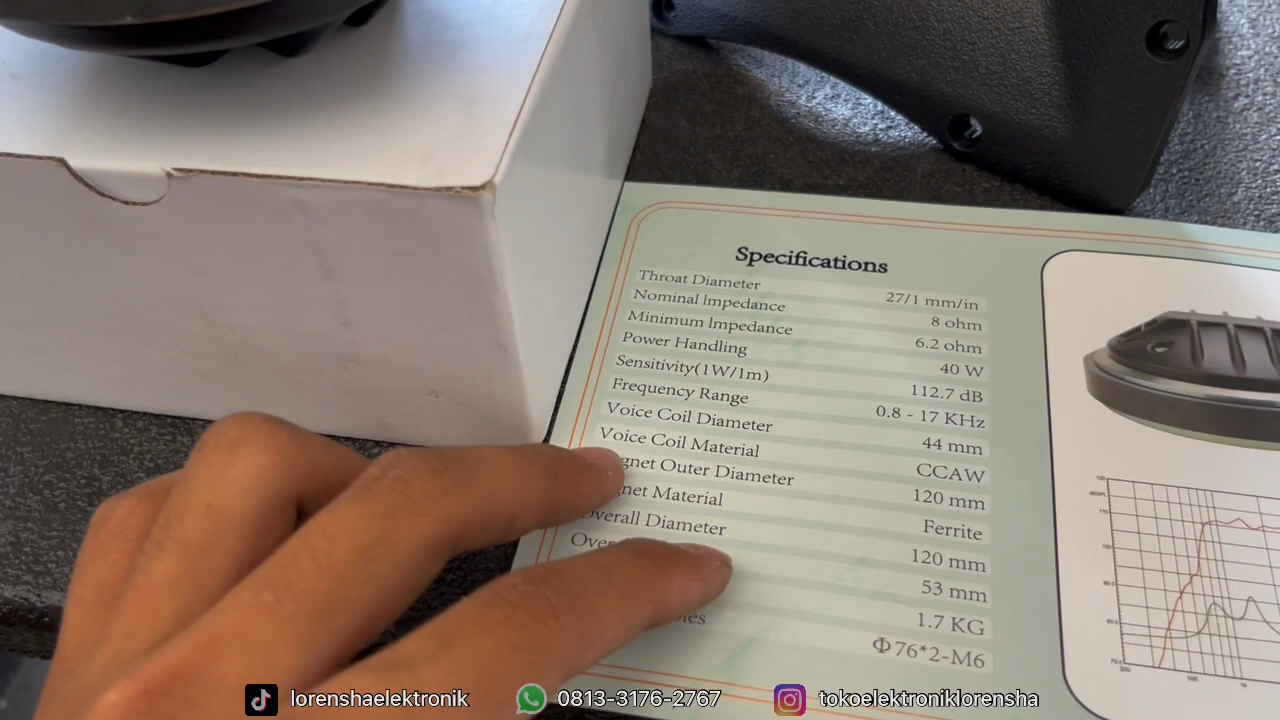 Specifications
Throat Diameter 27/1 mm/in
Nominal Impedance 8 ohm
Minimum Impedance 6.2 ohm
Power Handling 40 W
Sensitivity(1W/1m) 112.7 dB
Frequency Range 0.8 - 17 KHz
Voice Coil Diameter 44 mm
Voice Coil Material CCAW
gnet Outer Diameter 120 mm
net Material Ferrite
Overall Diameter 120 mm
53 mm
1.7 KG
Φ76*2-M6
lorenshaelektronik 0813-3176-2767 tokoelektroniklorensha